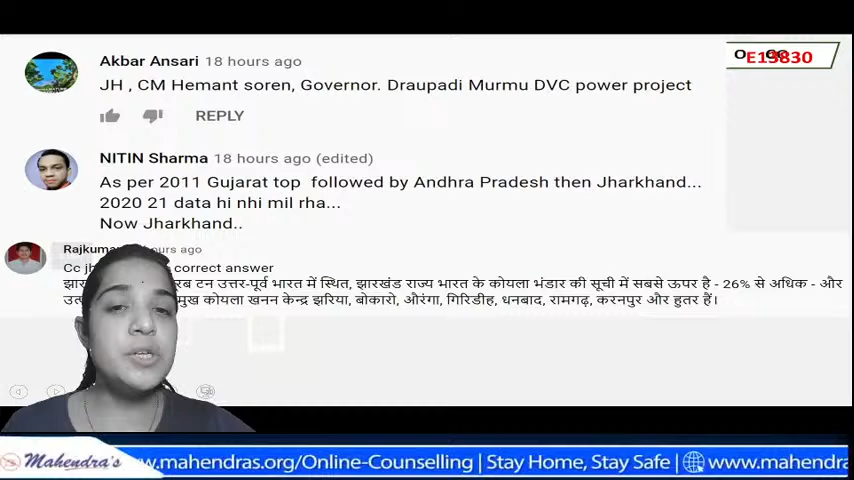 E13830
Akbar Ansari 18 hours ago
JH , CM Hemant soren, Governor. Draupadi Murmu DVC power project
REPLY
NITIN Sharma 18 hours ago (edited)
As per 2011 Gujarat top followed by Andhra Pradesh then Jharkhand...
2020 21 data hi nhi mil rha...
Now Jharkhand..
ago
correct answer
टन उत्तर-पूर्व भारत में स्थित, झारखंड राज्य भारत के कोयला भंडार की सूची में सबसे ऊपर है - 26% से अधिक - और
कोयला खनन केन्द्र झरिया, बोकारो, औरंगा, गिरिडीह, धनबाद, रामगढ़, करनपुर और हुतर हैं।
Mahendra's www.mahendras.org/Online-Counselling | Stay Home, Stay Safe | www.mahendra